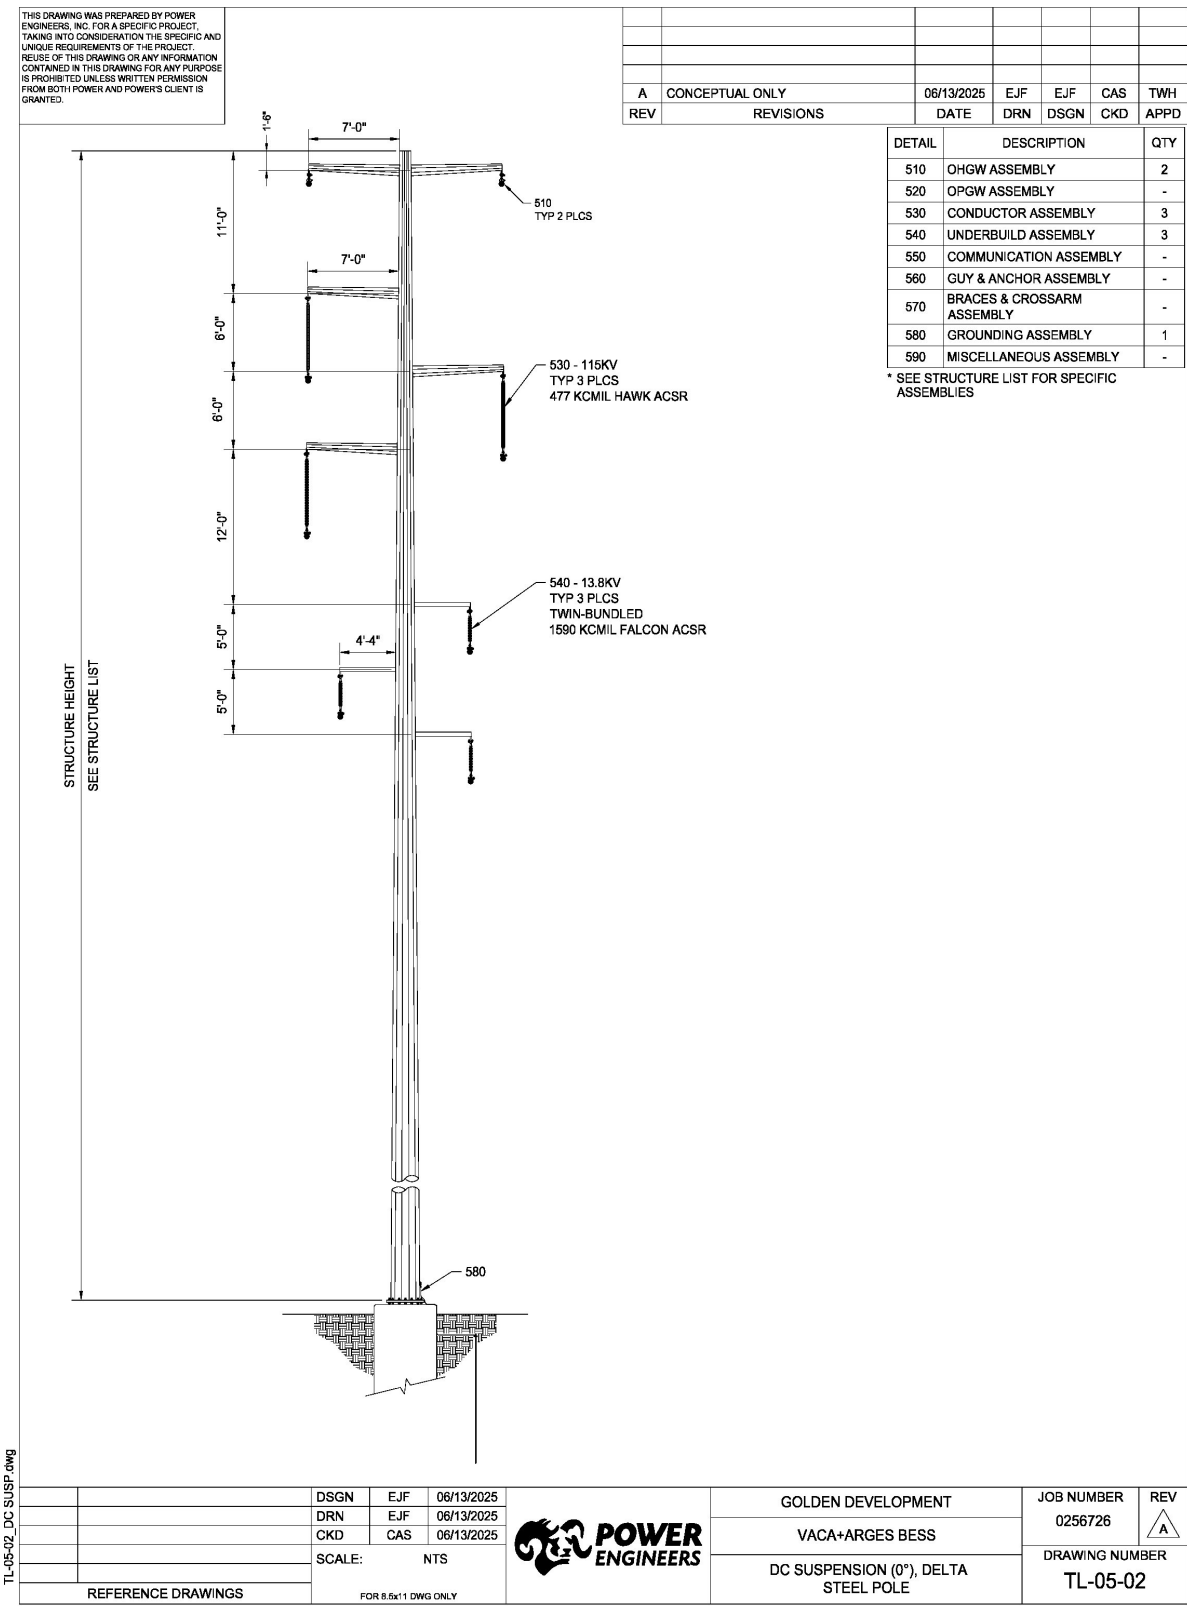 THIS DRAWING WAS PREPARED BY POWER
ENGINEERS, INC. FOR A SPECIFIC PROJECT,
TAKING INTO CONSIDERATION THE SPECIFIC AND
UNIQUE REQUIREMENTS OF THE PROJECT.
REUSE OF THIS DRAWING OR ANY INFORMATION
CONTAINED IN THIS DRAWING FOR ANY PURPOSE
IS PROHIBITED UNLESS WRITTEN PERMISSION
FROM BOTH POWER AND POWER'S CLIENT IS
GRANTED.
A CONCEPTUAL ONLY 06/13/2025 EJF EJF CAS TWH
REV REVISIONS DATE DRN DSGN CKD APPD
DETAIL DESCRIPTION QTY
510 OHGW ASSEMBLY 2
520 OPGW ASSEMBLY -
530 CONDUCTOR ASSEMBLY 3
540 UNDERBUILD ASSEMBLY 3
550 COMMUNICATION ASSEMBLY -
560 GUY & ANCHOR ASSEMBLY -
570 BRACES & CROSSARM
ASSEMBLY -
580 GROUNDING ASSEMBLY 1
590 MISCELLANEOUS ASSEMBLY -
* SEE STRUCTURE LIST FOR SPECIFIC
ASSEMBLIES
1'-6"
7'-0"
510
TYP 2 PLCS
11'-0"
7'-0"
6'-0"
530 - 115KV
TYP 3 PLCS
477 KCMIL HAWK ACSR
6'-0"
12'-0"
540 - 13.8KV
TYP 3 PLCS
TWIN-BUNDLED
1590 KCMIL FALCON ACSR
5'-0"
4'-4"
5'-0"
STRUCTURE HEIGHT
SEE STRUCTURE LIST
580
TL-05-02_DC SUSP.dwg
REFERENCE DRAWINGS
DSGN EJF 06/13/2025
DRN EJF 06/13/2025
CKD CAS 06/13/2025
SCALE: NTS
FOR 8.5x11 DWG ONLY
POWER
ENGINEERS
GOLDEN DEVELOPMENT
VACA+ARGES BESS
DC SUSPENSION (0°), DELTA
STEEL POLE
JOB NUMBER
0256726
REV
A
DRAWING NUMBER
TL-05-02